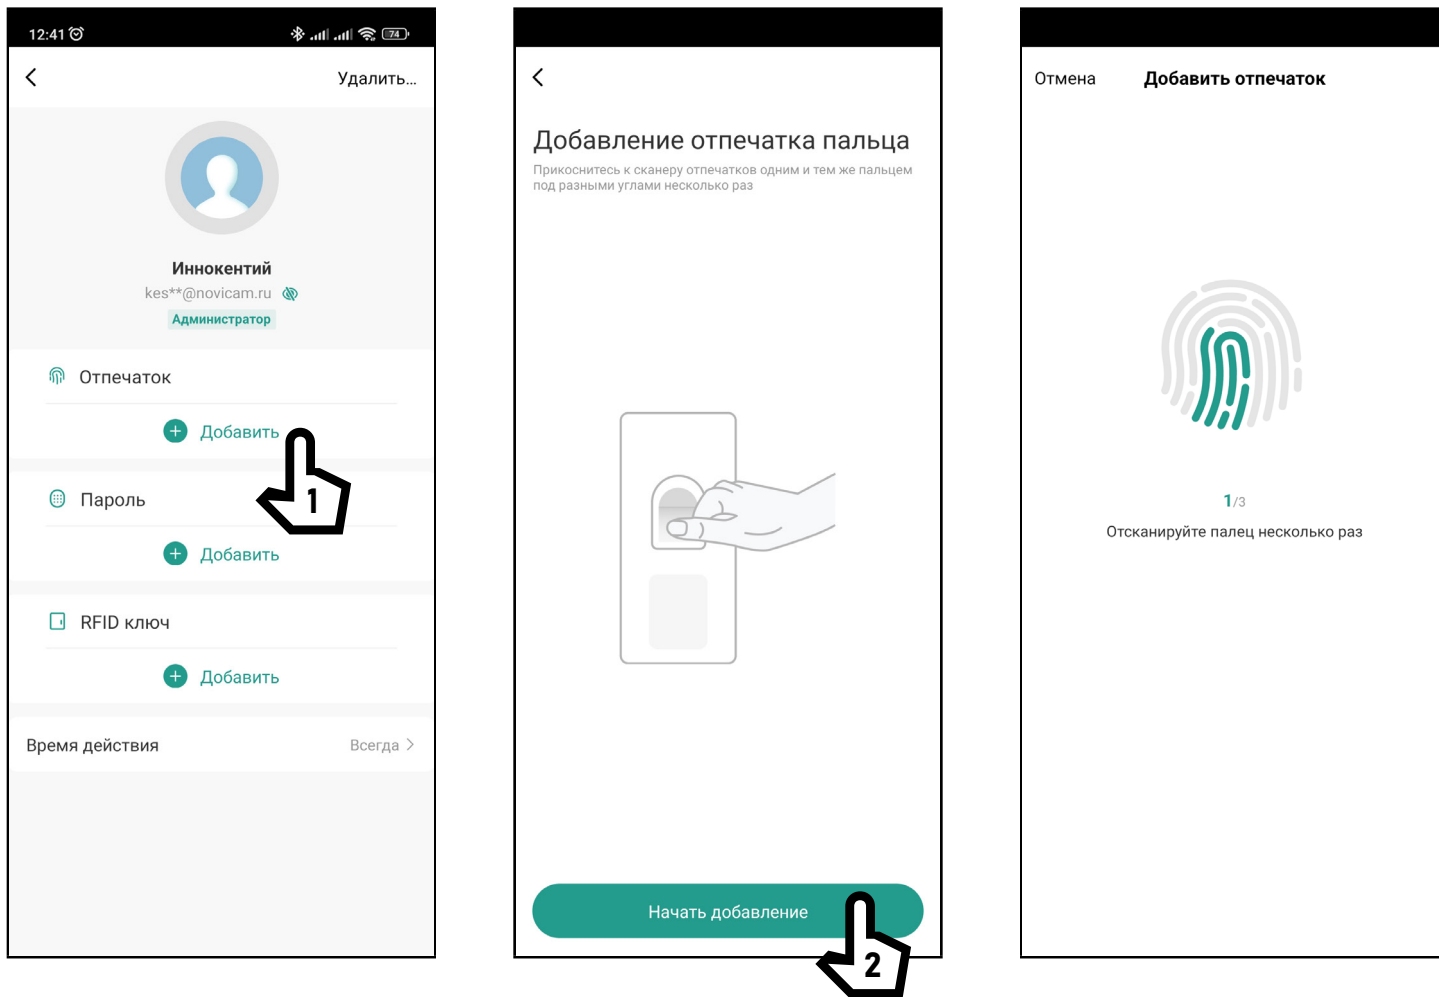 12:41
74
Удалить...
Иннокентий
kes**@novicam.ru
Администратор
Отпечаток
Добавить
1
Пароль
Добавить
RFID ключ
Добавить
Время действия
Всегда
Добавление отпечатка пальца
Прикоснитесь к сканеру отпечатков одним и тем же пальцем
под разными углами несколько раз
Начать добавление
2
Отмена
Добавить отпечаток
1/3
Отсканируйте палец несколько раз